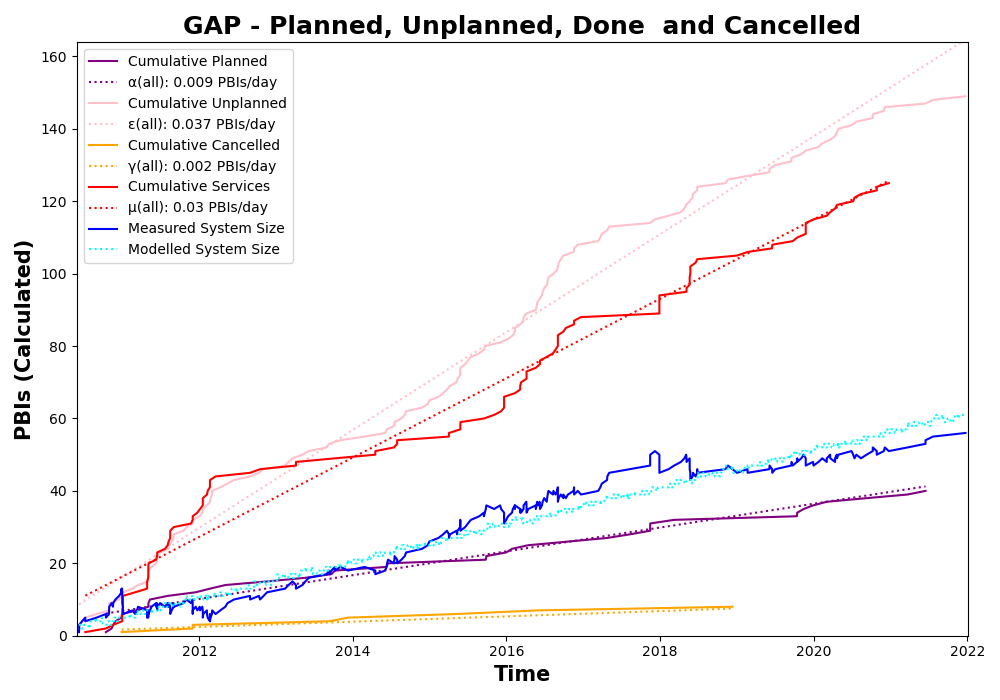 GAP - Planned, Unplanned, Done  and Cancelled
Cumulative Planned
α(all): 0.009 PBIs/day
Cumulative Unplanned
ε(all): 0.037 PBIs/day
Cumulative Cancelled
γ(all): 0.002 PBIs/day
Cumulative Services
μ(all): 0.03 PBIs/day
Measured System Size
Modelled System Size
PBIs (Calculated)
160
140
120
100
80
60
40
20
0
2012
2014
2016
2018
2020
2022
Time